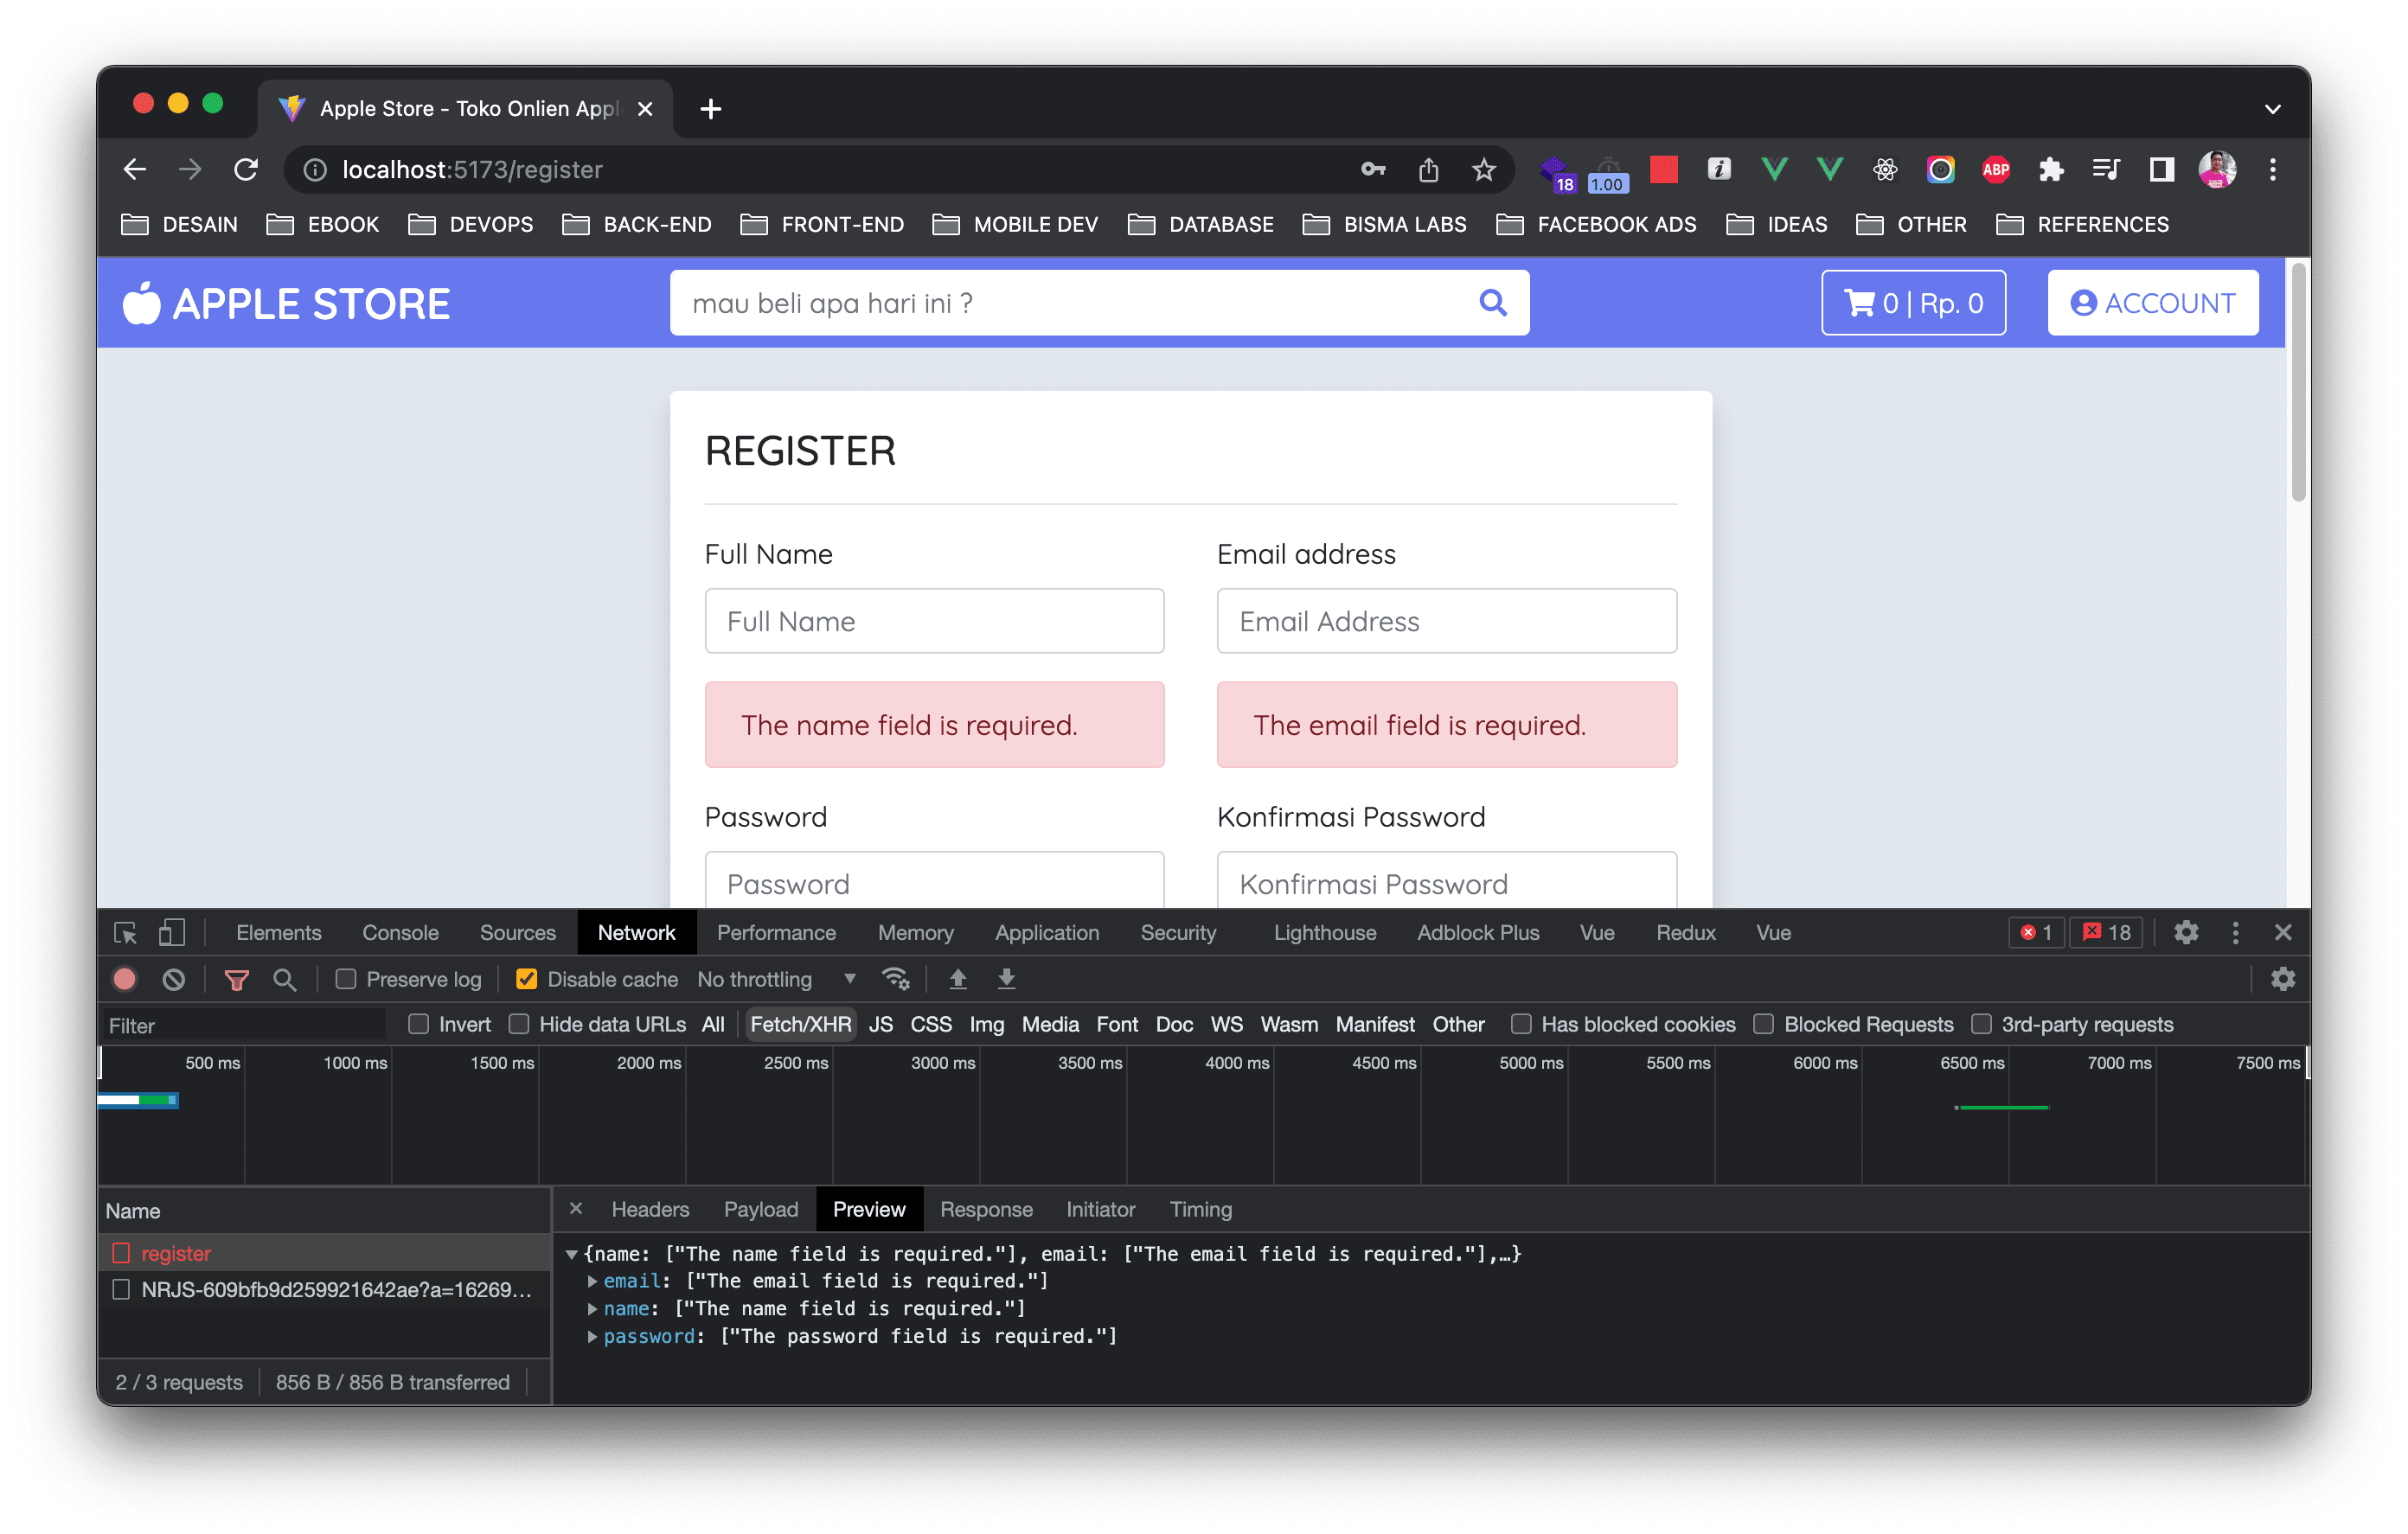 Apple Store - Toko Onlien Appl
localhost:5173/register
18
1.00
ABP
DESAIN EBOOK DEVOPS BACK-END FRONT-END MOBILE DEV DATABASE BISMA LABS FACEBOOK ADS IDEAS OTHER REFERENCES
APPLE STORE mau beli apa hari ini ? 0 | Rp. 0 ACCOUNT
REGISTER
Full Name Email address
Full Name Email Address
The name field is required. The email field is required.
Password Konfirmasi Password
Password Konfirmasi Password
Elements Console Sources Network Performance Memory Application Security Lighthouse Adblock Plus Vue Redux Vue 1 18
Preserve log Disable cache No throttling
Filter Invert Hide data URLs All Fetch/XHR JS CSS Img Media Font Doc WS Wasm Manifest Other Has blocked cookies Blocked Requests 3rd-party requests
500 ms 1000 ms 1500 ms 2000 ms 2500 ms 3000 ms 3500 ms 4000 ms 4500 ms 5000 ms 5500 ms 6000 ms 6500 ms 7000 ms 7500 ms
Name
register
NRJS-609bfb9d259921642ae?a=16269...
2 / 3 requests 856 B / 856 B transferred
Headers Payload Preview Response Initiator Timing
{name: ["The name field is required."], email: ["The email field is required."],…}
email: ["The email field is required."]
name: ["The name field is required."]
password: ["The password field is required."]